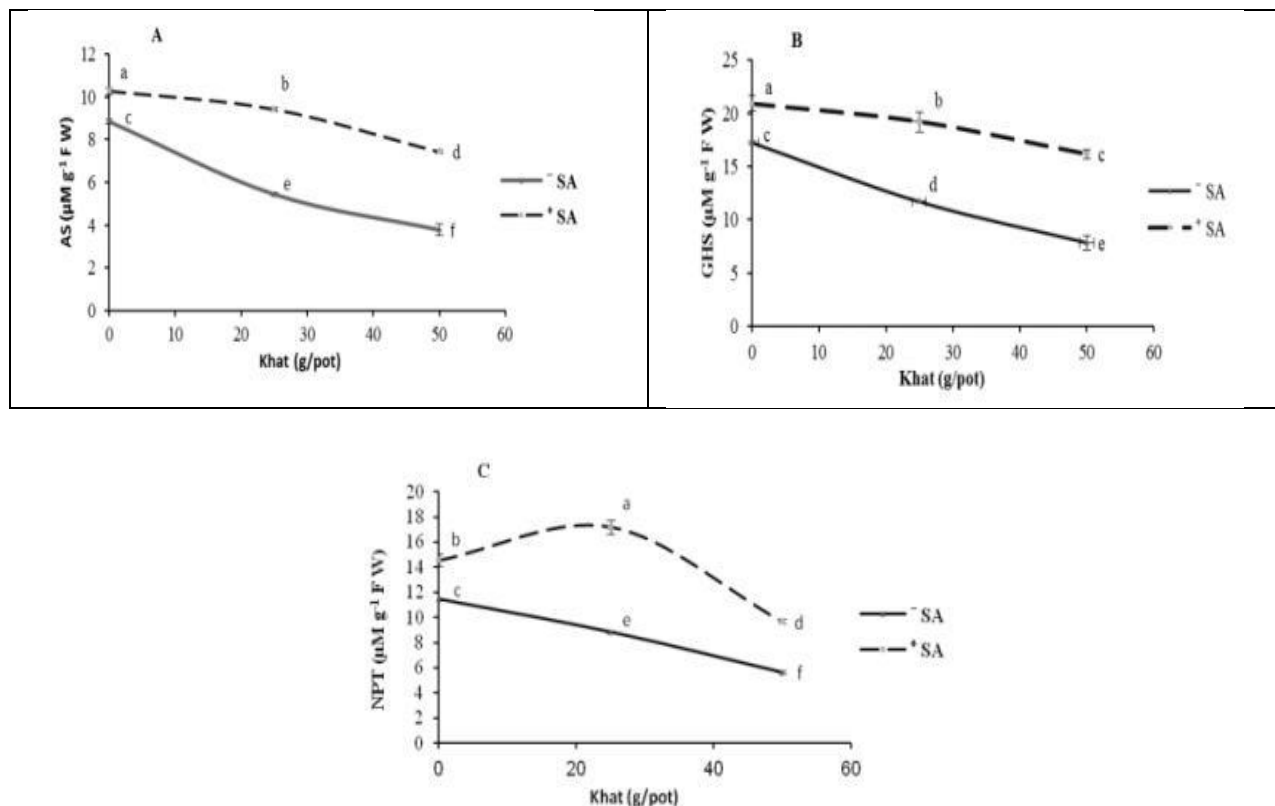 A
AS (µM g⁻¹ F W)
12
10
8
6
4
2
0
a
b
c
d
e
f
⁻ SA
⁺ SA
0 10 20 30 40 50 60
Khat (g/pot)
B
GHS (µM g⁻¹ F W)
25
20
15
10
5
0
a
b
c
c
d
e
⁻ SA
⁺ SA
0 10 20 30 40 50 60
Khat (g/pot)
C
NPT (µM g⁻¹ F W)
20
18
16
14
12
10
8
6
4
2
0
a
b
c
e
d
f
⁻ SA
⁺ SA
0 20 40 60
Khat (g/pot)